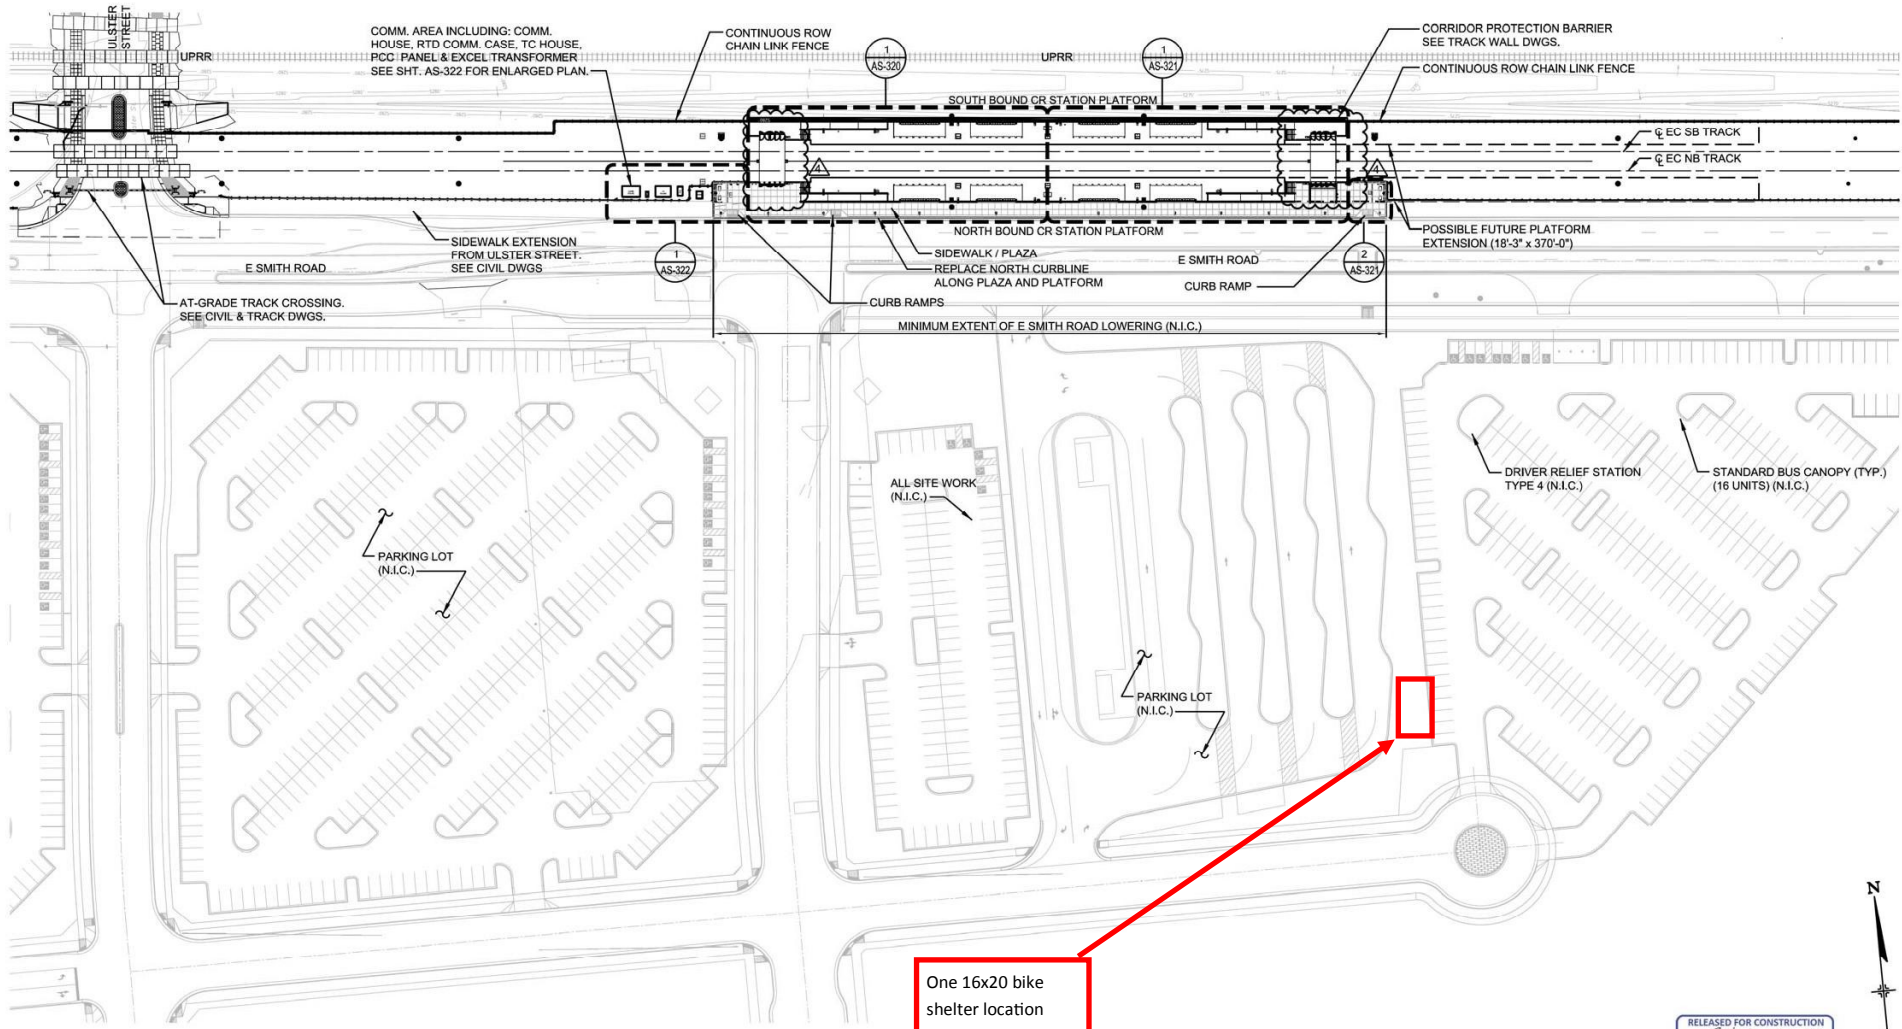 ULSTER
STREET
UPRR
COMM. AREA INCLUDING: COMM.
HOUSE, RTD COMM. CASE, TC HOUSE,
PCC PANEL & EXCEL TRANSFORMER
SEE SHT. AS-322 FOR ENLARGED PLAN.
CONTINUOUS ROW
CHAIN LINK FENCE
1
AS-320
UPRR
1
AS-321
CORRIDOR PROTECTION BARRIER
SEE TRACK WALL DWGS.
CONTINUOUS ROW CHAIN LINK FENCE
SOUTH BOUND CR STATION PLATFORM
EC SB TRACK
EC NB TRACK
4
4
NORTH BOUND CR STATION PLATFORM
POSSIBLE FUTURE PLATFORM
EXTENSION (18'-3" x 370'-0")
SIDEWALK EXTENSION
FROM ULSTER STREET.
SEE CIVIL DWGS
E SMITH ROAD
1
AS-322
SIDEWALK / PLAZA
REPLACE NORTH CURBLINE
ALONG PLAZA AND PLATFORM
E SMITH ROAD
CURB RAMP
2
AS-321
AT-GRADE TRACK CROSSING.
SEE CIVIL & TRACK DWGS.
CURB RAMPS
MINIMUM EXTENT OF E SMITH ROAD LOWERING (N.I.C.)
ALL SITE WORK
(N.I.C.)
DRIVER RELIEF STATION
TYPE 4 (N.I.C.)
STANDARD BUS CANOPY (TYP.)
(16 UNITS) (N.I.C.)
PARKING LOT
(N.I.C.)
PARKING LOT
(N.I.C.)
N
One 16x20 bike
shelter location
RELEASED FOR CONSTRUCTION